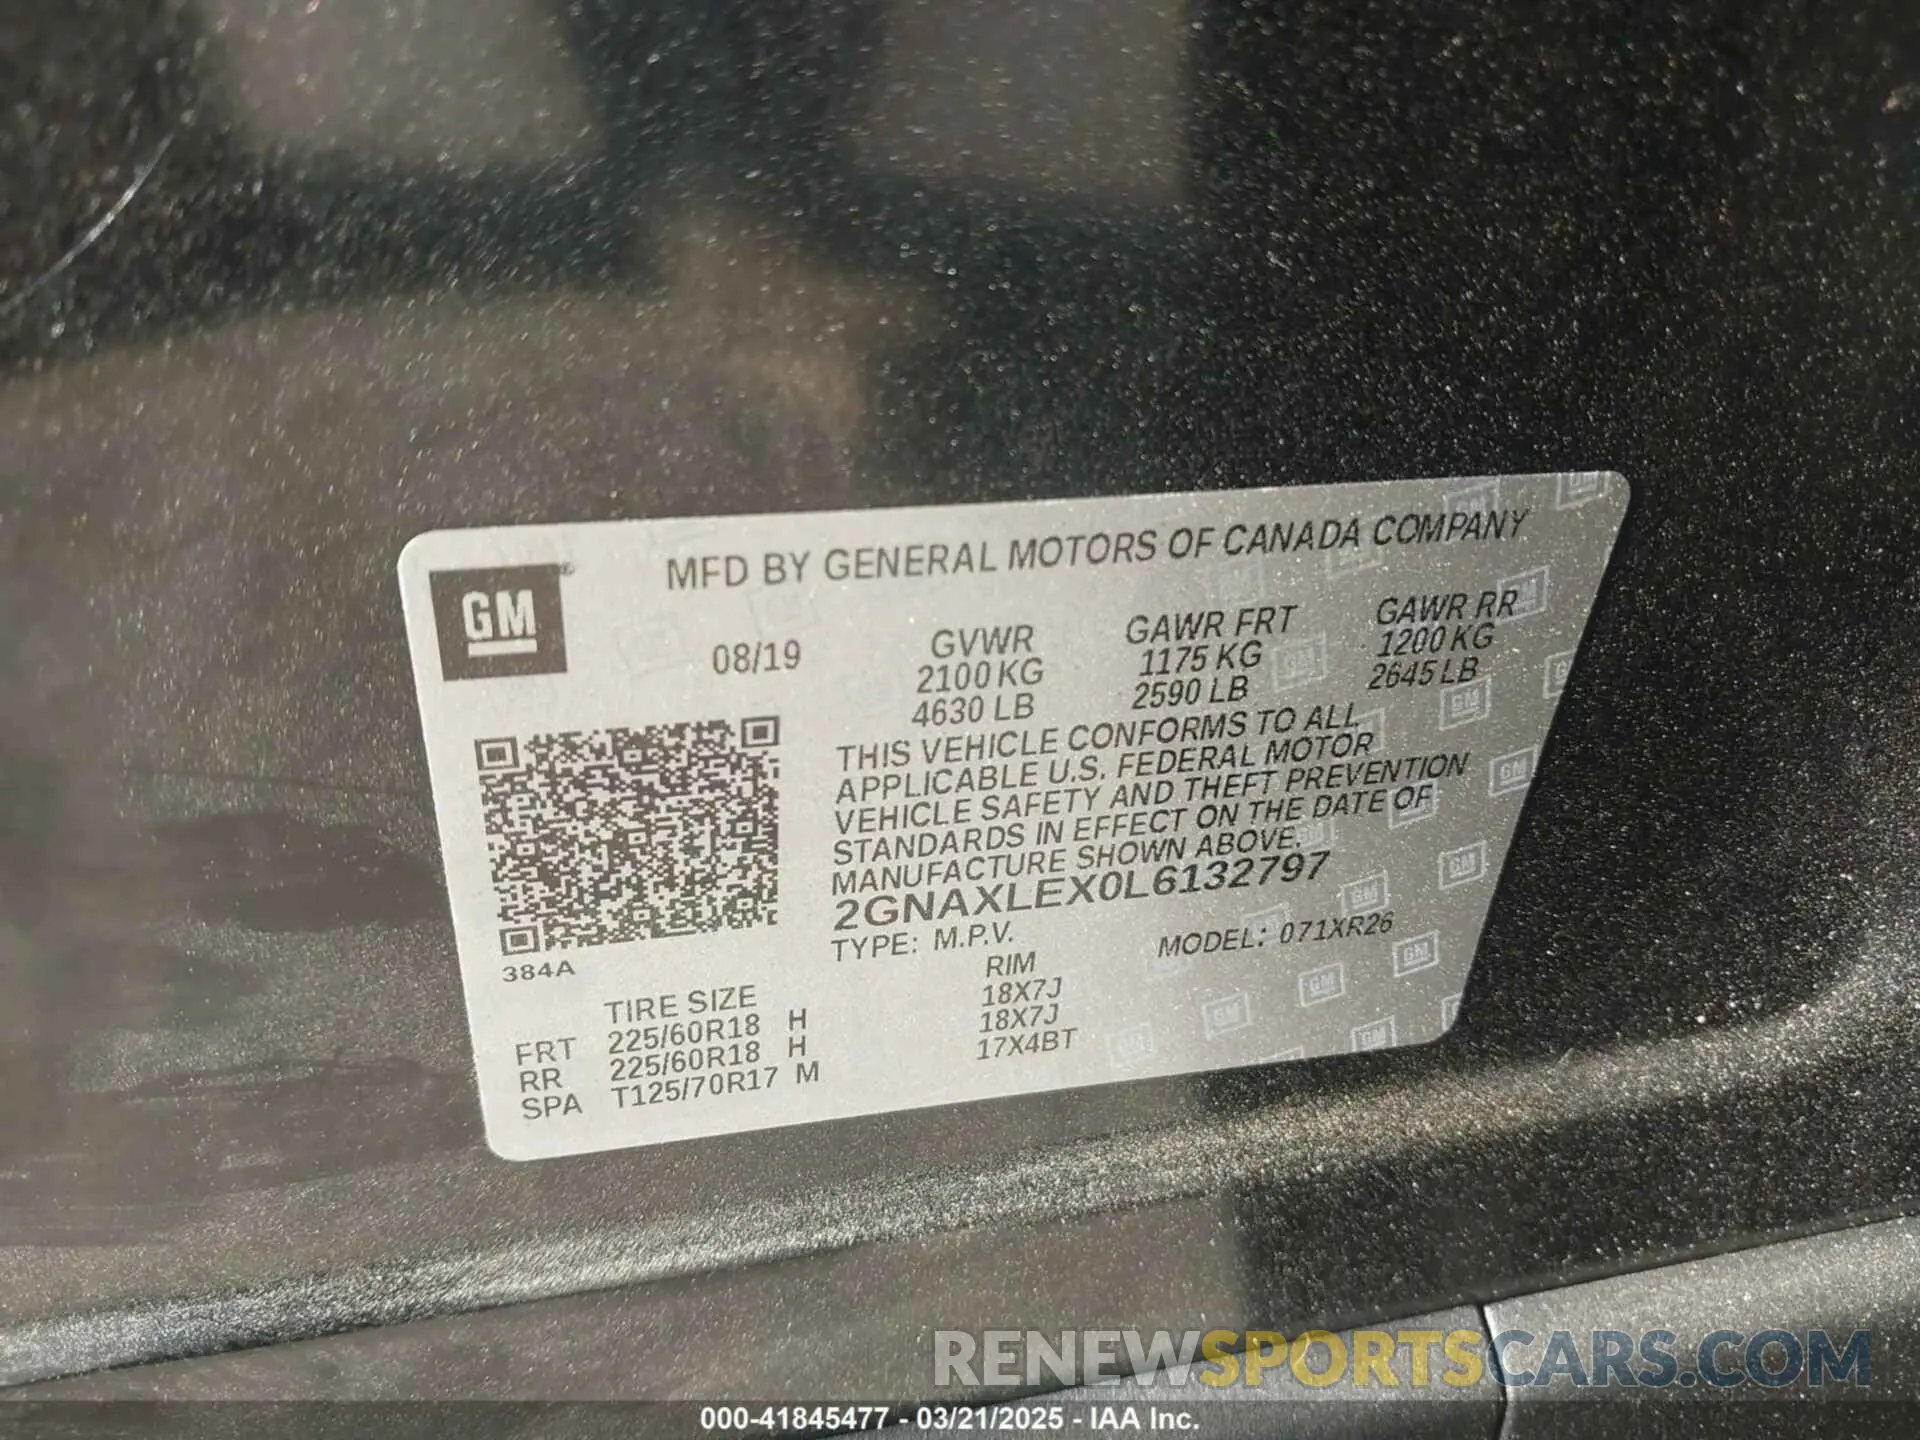 GM
MFD BY GENERAL MOTORS OF CANADA COMPANY
08/19
GVWR GAWR FRT GAWR RR
2100 KG 1175 KG 1200 KG
4630 LB 2590 LB 2645 LB
THIS VEHICLE CONFORMS TO ALL
APPLICABLE U.S. FEDERAL MOTOR
VEHICLE SAFETY AND THEFT PREVENTION
STANDARDS IN EFFECT ON THE DATE OF
MANUFACTURE SHOWN ABOVE.
2GNAXLEX0L6132797
TYPE: M.P.V. MODEL: 071XR26
384A
TIRE SIZE RIM
FRT 225/60R18 H 18X7J
RR 225/60R18 H 18X7J
SPA T125/70R17 M 17X4BT
RENEWSPORTSCARS.COM
000-41845477 - 03/21/2025 - IAA Inc.